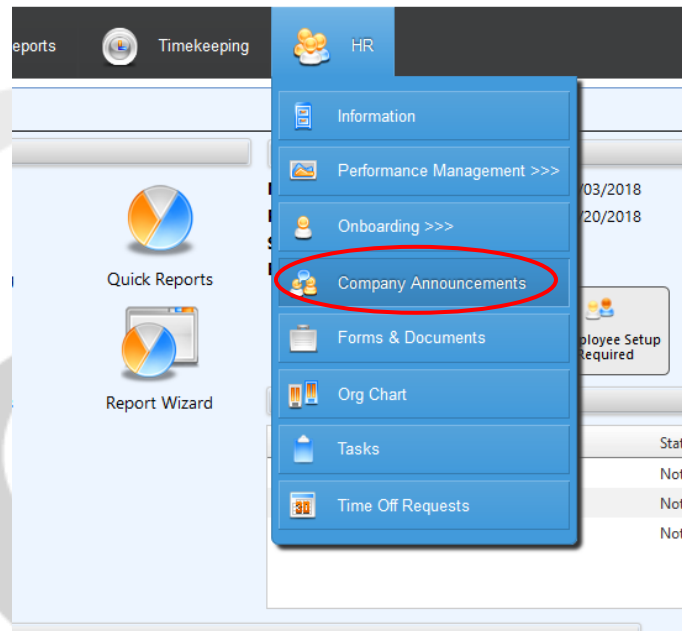 eports
Timekeeping
HR
Information
Performance Management >>>
/03/2018
Onboarding >>>
/20/2018
Quick Reports
Company Announcements
Forms & Documents
ployee Setup
Required
Report Wizard
Org Chart
Tasks
Stat
Not
Time Off Requests
Not
Not
30